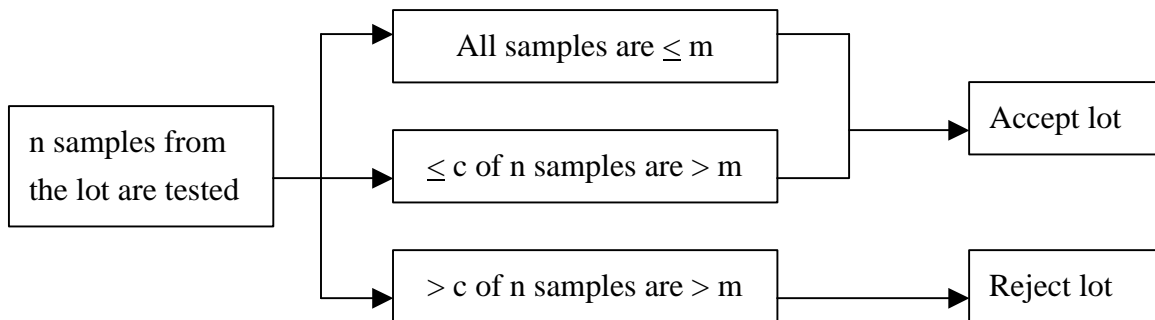 All samples are ≤ m
n samples from
the lot are tested
≤ c of n samples are > m
Accept lot
> c of n samples are > m
Reject lot